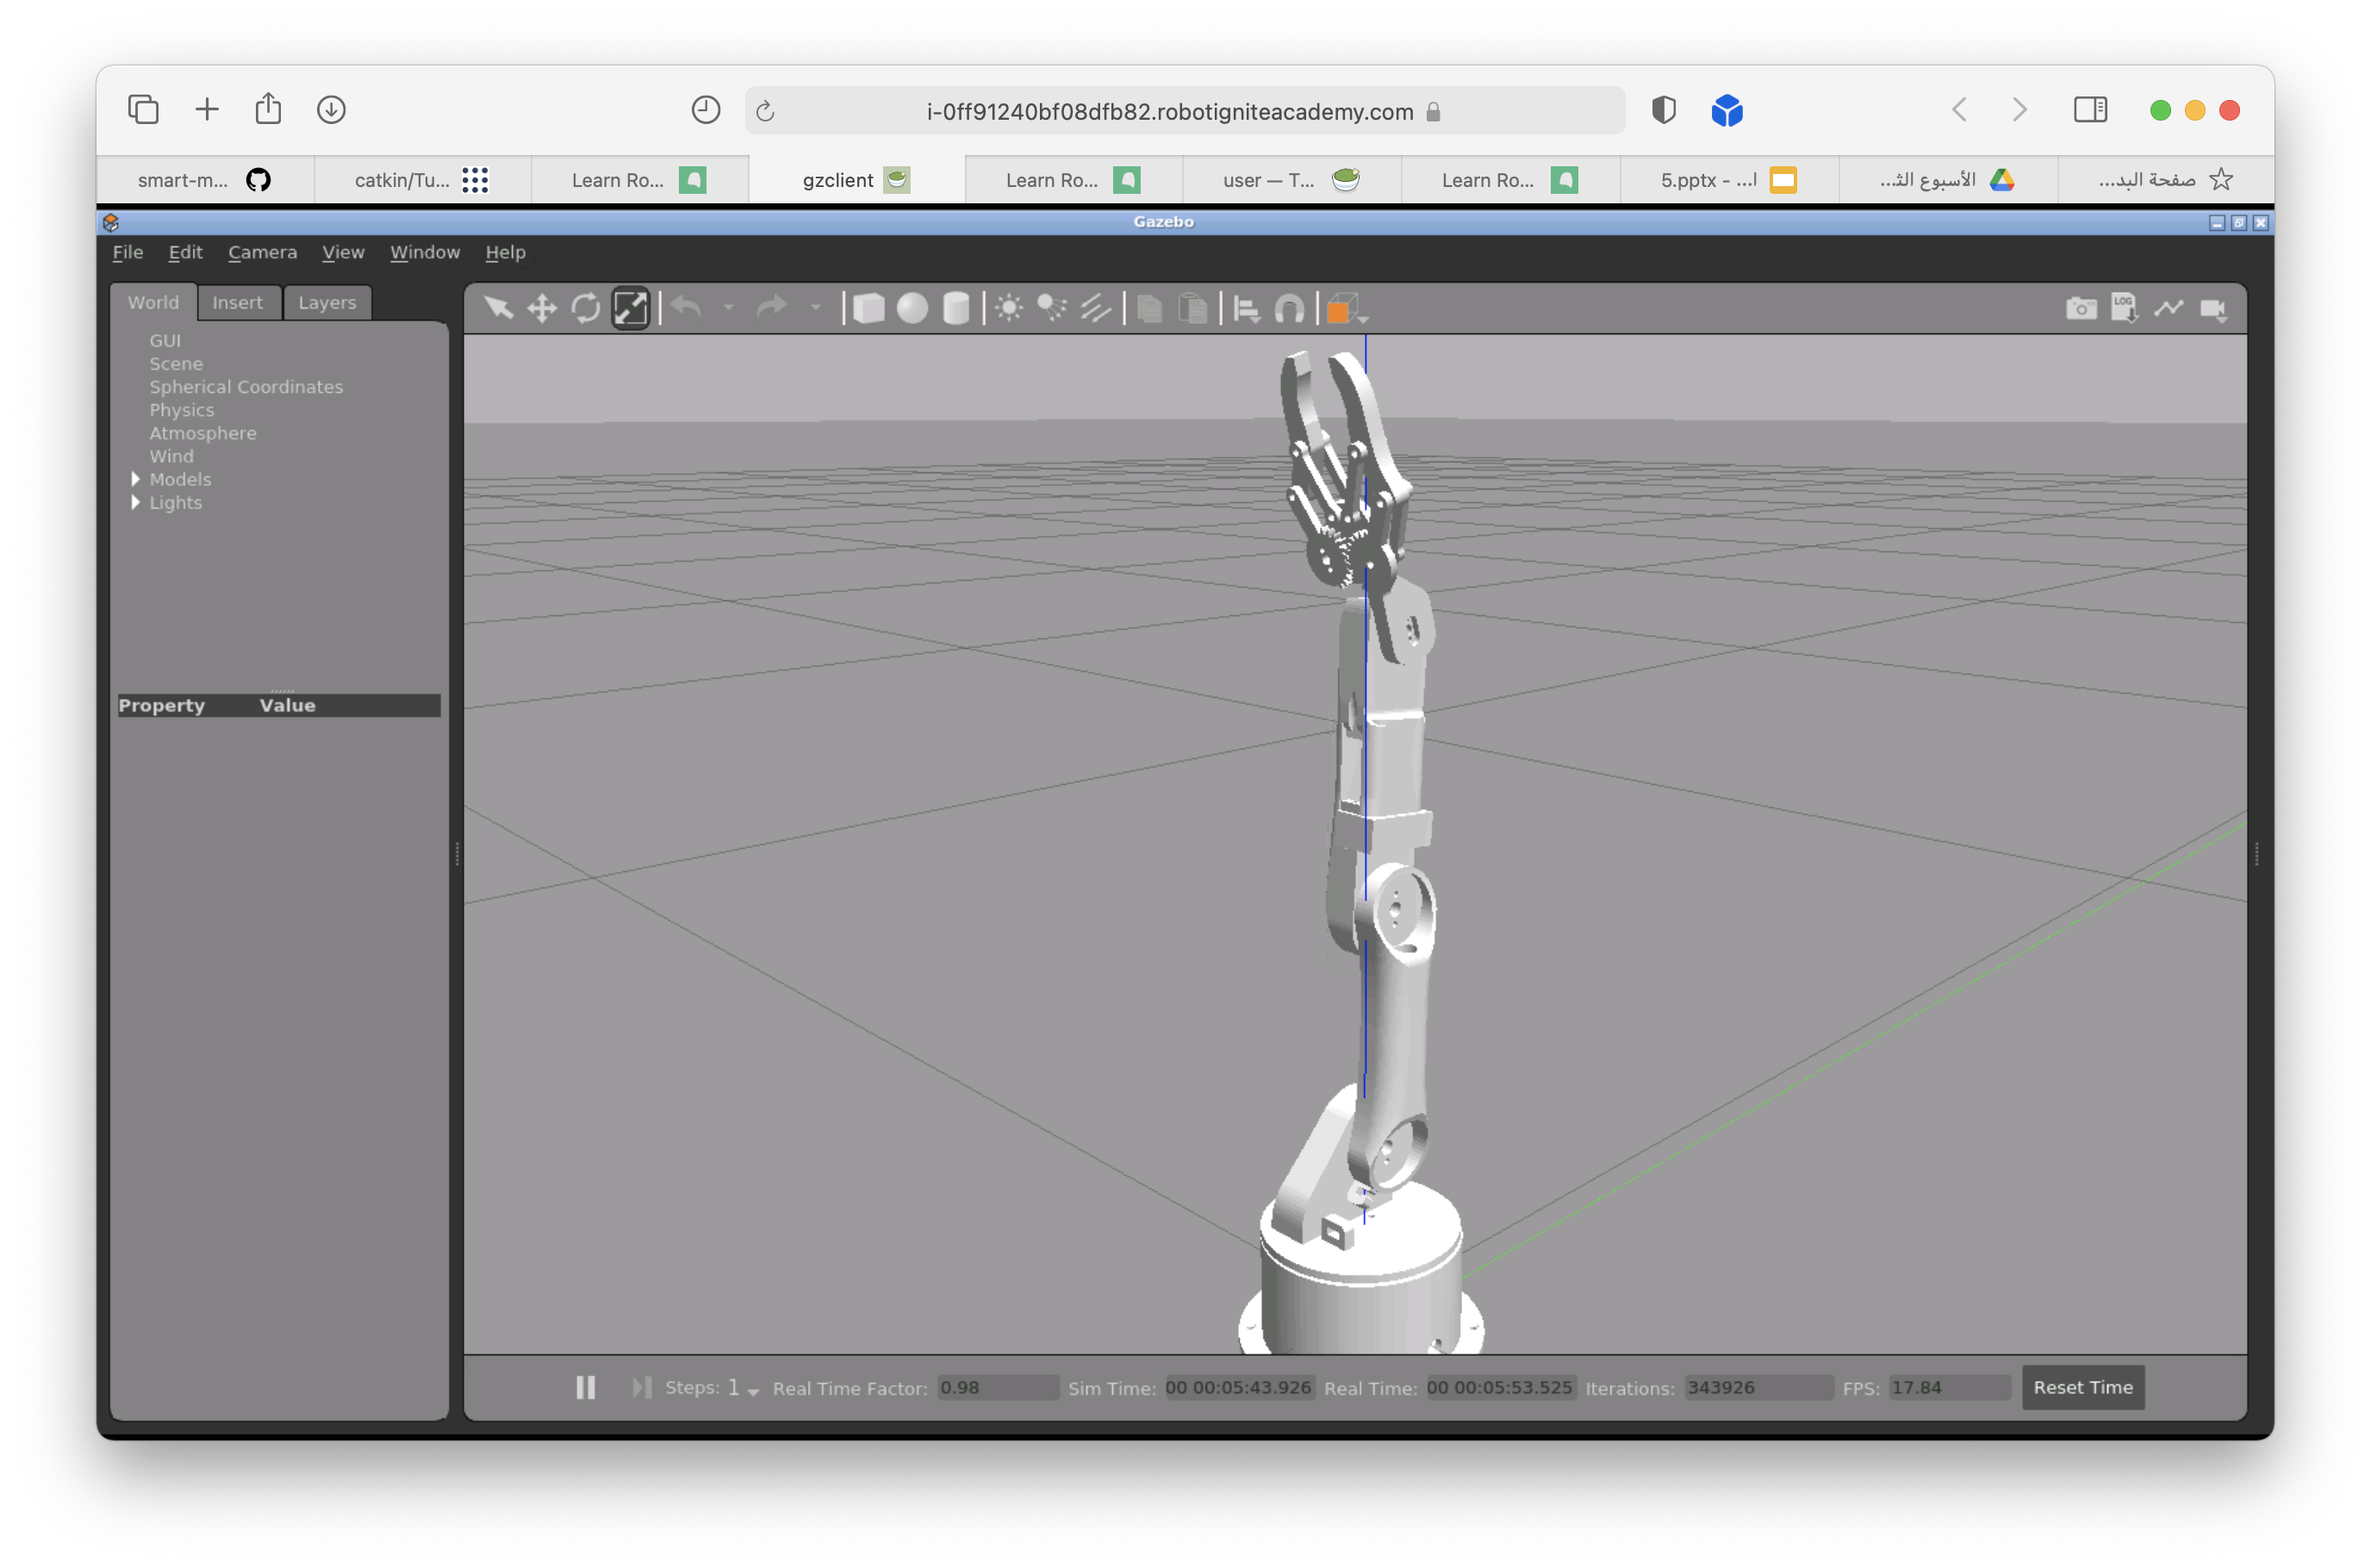 i-0ff91240bf08dfb82.robotigniteacademy.com
smart-m... catkin/Tu... Learn Ro... gzclient Learn Ro... user — T... Learn Ro... 5.pptx - ...ا الأسبوع الث... صفحة البد...
Gazebo
File Edit Camera View Window Help
World Insert Layers
LOG
GUI
Scene
Spherical Coordinates
Physics
Atmosphere
Wind
Models
Lights
Property Value
Steps: 1 Real Time Factor: 0.98 Sim Time: 00 00:05:43.926 Real Time: 00 00:05:53.525 Iterations: 343926 FPS: 17.84 Reset Time